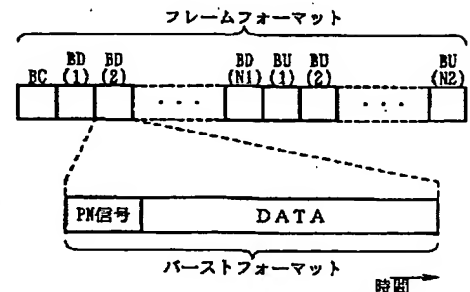 フレームフォーマット
BC BD(1) BD(2) ・・・ BD(N1) BU(1) BU(2) ・・・ BU(N2)
PN信号 DATA
バーストフォーマット
時間